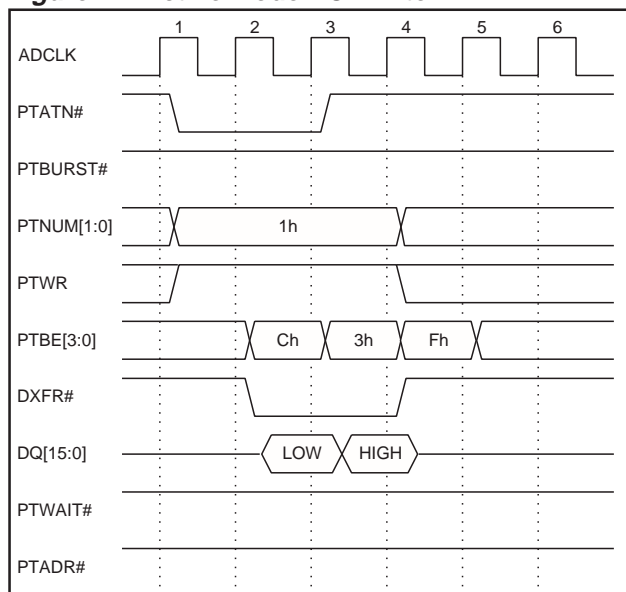 1 2 3 4 5 6
ADCLK
PTATN#
PTBURST#
PTNUM[1:0] 1h
PTWR
PTBE[3:0] Ch 3h Fh
DXFR#
DQ[15:0] LOW HIGH
PTWAIT#
PTADR#